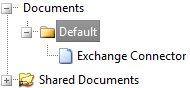 Documents
Default
Exchange Connector
Shared Documents